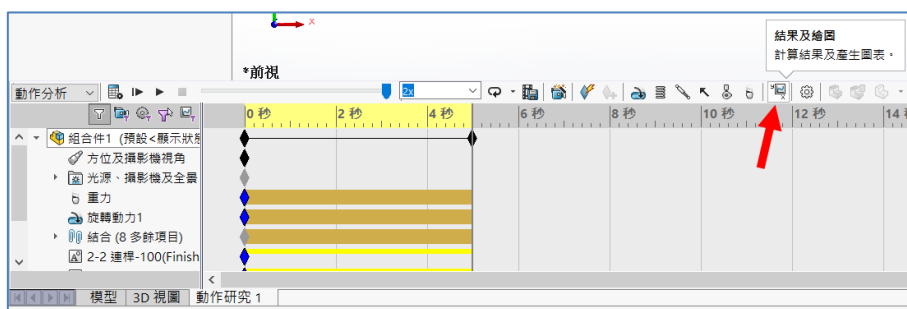 x
結果及繪圖
計算結果及產生圖表。
*前視
動作分析
2x
0 秒 2 秒 4 秒 6 秒 8 秒 10 秒 12 秒 14
組合件1 (預設<顯示狀態
方位及攝影機視角
光源、攝影機及全景
重力
旋轉動力1
結合 (8 多餘項目)
2-2 連桿-100(Finish
模型 3D 視圖 動作研究 1